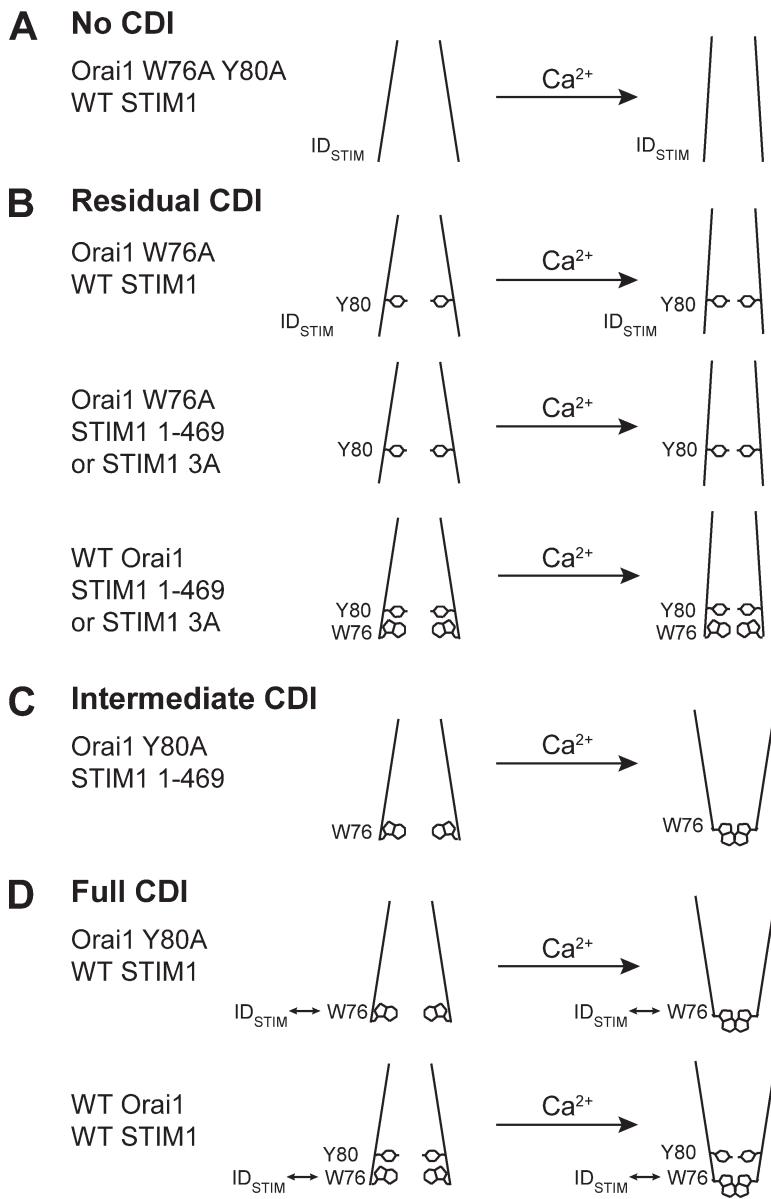 A No CDI
Orai1 W76A Y80A
WT STIM1
Ca2+
IDSTIM
IDSTIM
B Residual CDI
Orai1 W76A
WT STIM1
Ca2+
Y80
Y80
IDSTIM
IDSTIM
Orai1 W76A
STIM1 1-469
or STIM1 3A
Ca2+
Y80
Y80
WT Orai1
STIM1 1-469
or STIM1 3A
Ca2+
Y80
W76
Y80
W76
C Intermediate CDI
Orai1 Y80A
STIM1 1-469
Ca2+
W76
W76
D Full CDI
Orai1 Y80A
WT STIM1
Ca2+
IDSTIM W76
IDSTIM W76
WT Orai1
WT STIM1
Ca2+
Y80
IDSTIM W76
Y80
IDSTIM W76